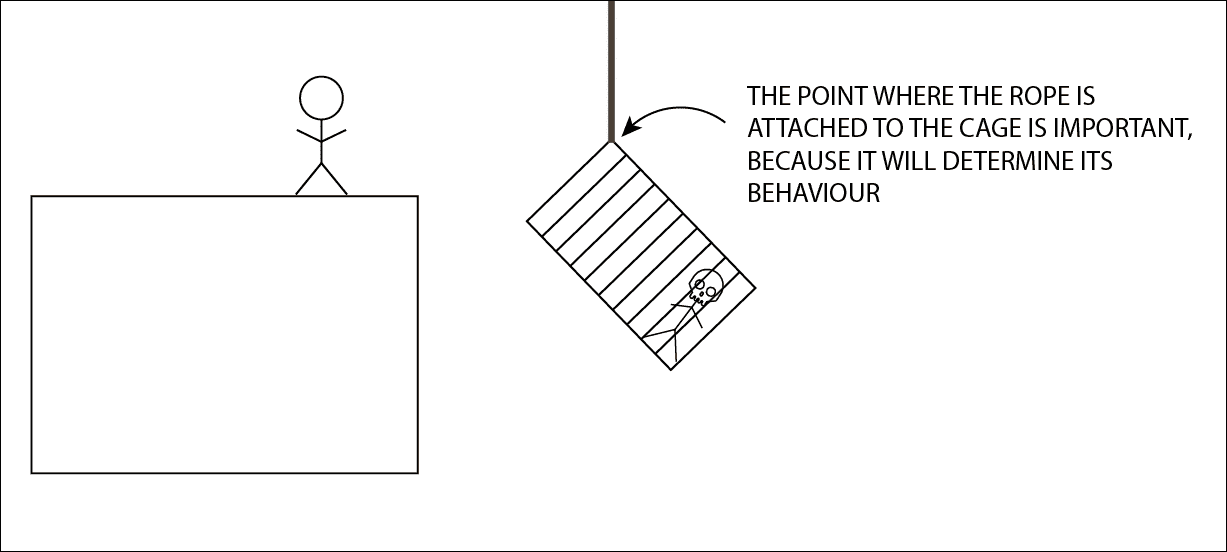 THE POINT WHERE THE ROPE IS
ATTACHED TO THE CAGE IS IMPORTANT,
BECAUSE IT WILL DETERMINE ITS
BEHAVIOUR